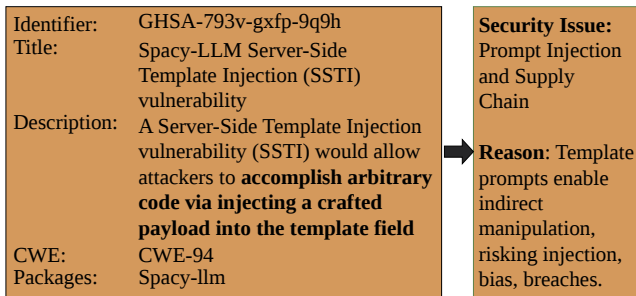 Identifier: GHSA-793v-gxfp-9q9h
Title: Spacy-LLM Server-Side
Template Injection (SSTI)
vulnerability
Description: A Server-Side Template Injection
vulnerability (SSTI) would allow
attackers to accomplish arbitrary
code via injecting a crafted
payload into the template field
CWE: CWE-94
Packages: Spacy-llm
Security Issue:
Prompt Injection
and Supply
Chain
Reason: Template
prompts enable
indirect
manipulation,
risking injection,
bias, breaches.